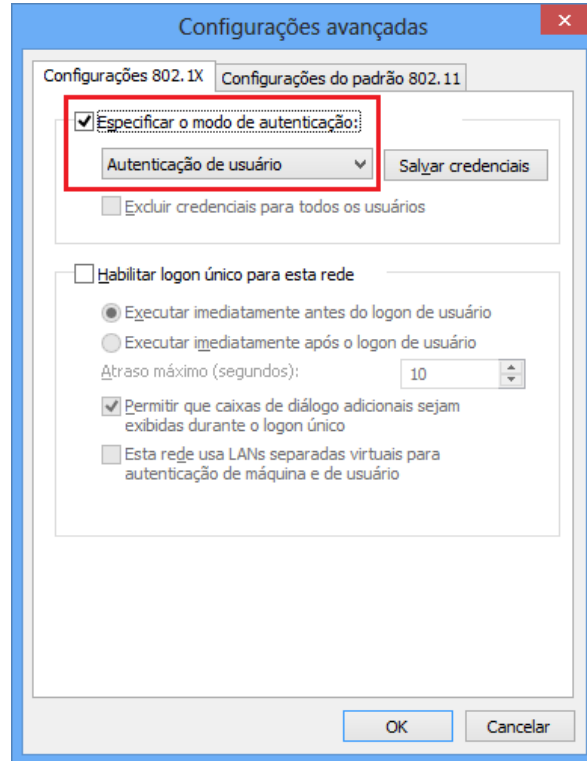 Configurações avançadas
Configurações 802.1X
Configurações do padrão 802.11
Especificar o modo de autenticação:
Autenticação de usuário
Salvar credenciais
Excluir credenciais para todos os usuários
Habilitar logon único para esta rede
Executar imediatamente antes do logon de usuário
Executar imediatamente após o logon de usuário
Atraso máximo (segundos):
10
Permitir que caixas de diálogo adicionais sejam
exibidas durante o logon único
Esta rede usa LANs separadas virtuais para
autenticação de máquina e de usuário
OK
Cancelar